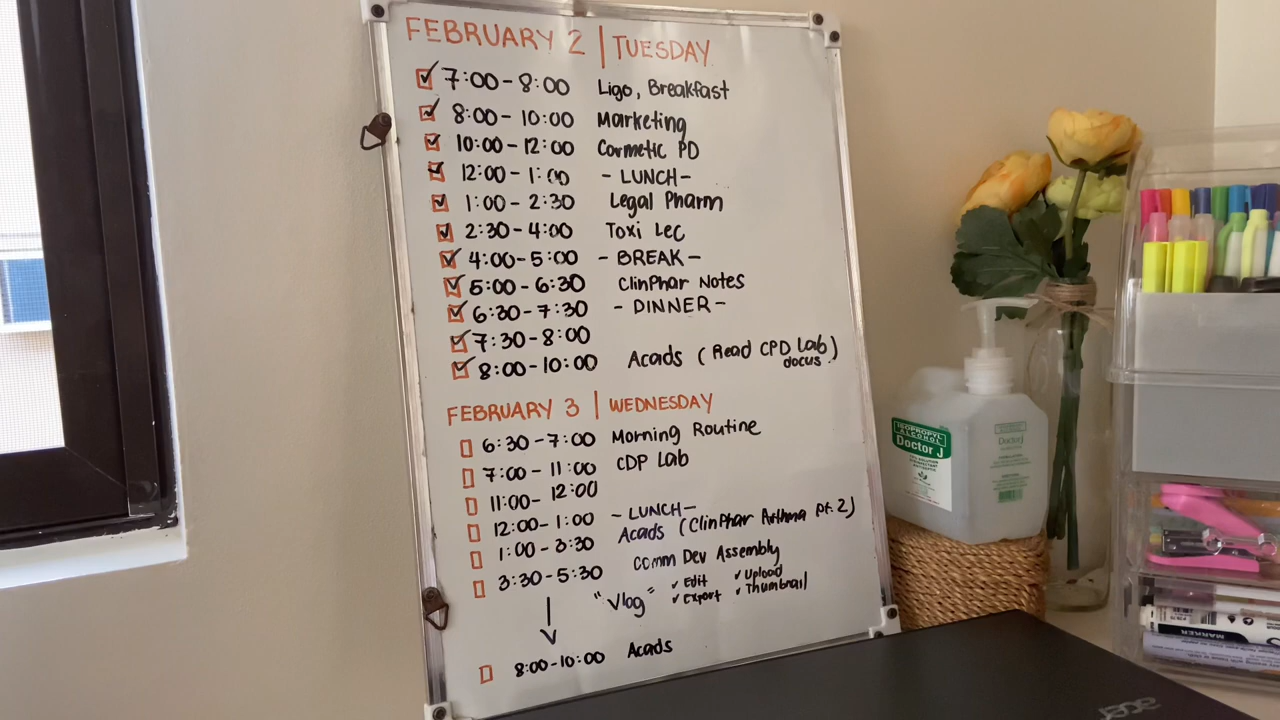 FEBRUARY 2 | TUESDAY
7:00-8:00 Ligo, Breakfast
8:00-10:00 Marketing
10:00-12:00 Cosmetic PD
12:00-1:00 -LUNCH-
1:00-2:30 Legal Pharm
2:30-4:00 Toxi Lec
4:00-5:00 -BREAK-
5:00-6:30 ClinPhar Notes
6:30-7:30 -DINNER-
7:30-8:00
8:00-10:00 Acads (Read CPD Lab)
docus.
FEBRUARY 3 | WEDNESDAY
6:30-7:00 Morning Routine
7:00-11:00 CDP Lab
11:00-12:00
12:00-1:00 -LUNCH-
1:00-3:30 Acads (ClinPhar Asthma Pt. 2)
3:30-5:30 Comm Dev Assembly
"Vlog" ✓ Edit ✓ Upload
✓ Export ✓ Thumbnail
8:00-10:00 Acads
ISOPROPYL
ALCOHOL
Doctor J
Doctor J
MARKER
acer